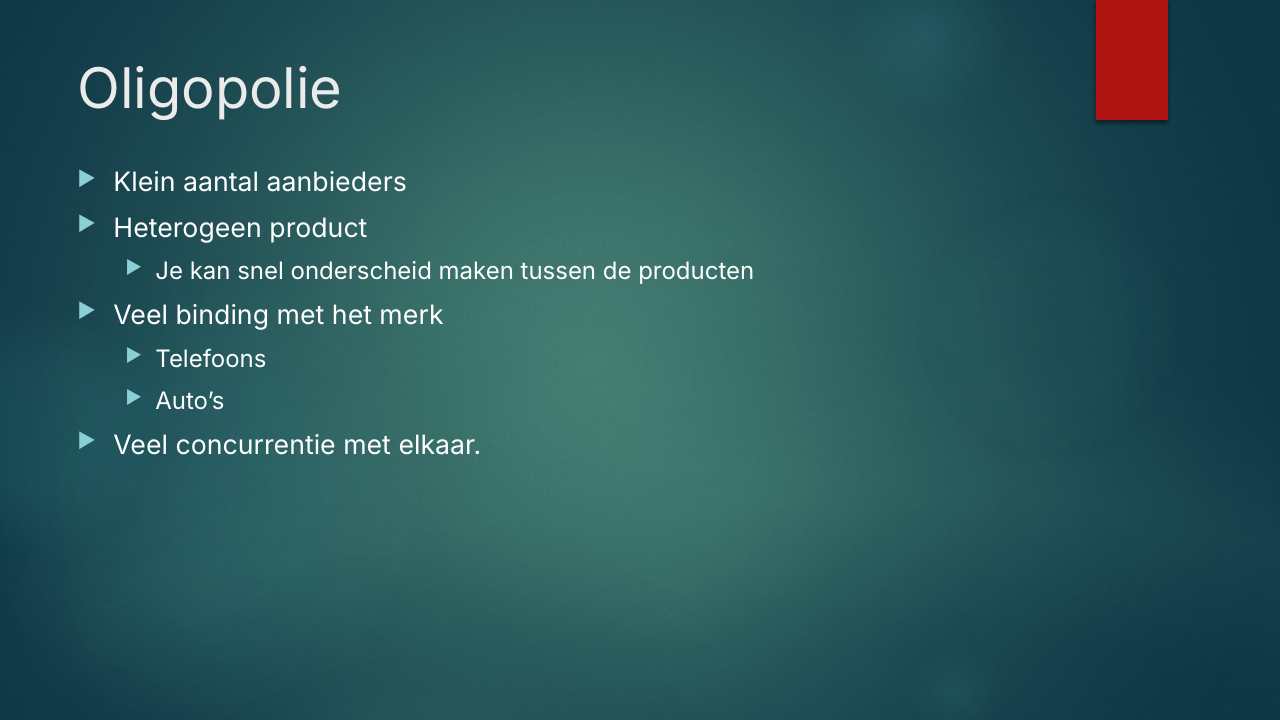 Oligopolie
Klein aantal aanbieders
Heterogeen product
Je kan snel onderscheid maken tussen de producten
Veel binding met het merk
Telefoons
Auto’s
Veel concurrentie met elkaar.